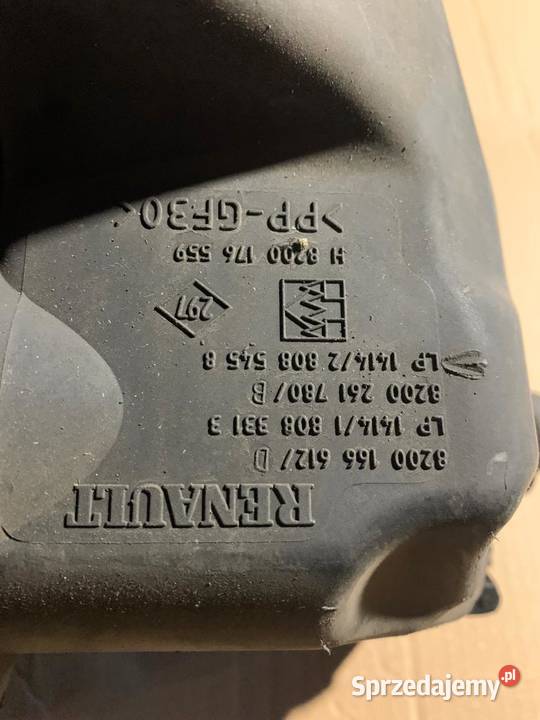 RENAULT
8200 166 612/ D
LP 1414/1 808 331 3
8200 261 780/B
LP 1414/2 808 545 8
297
H 8200 176 559
>PP-GF30<
Sprzedajemy.pl